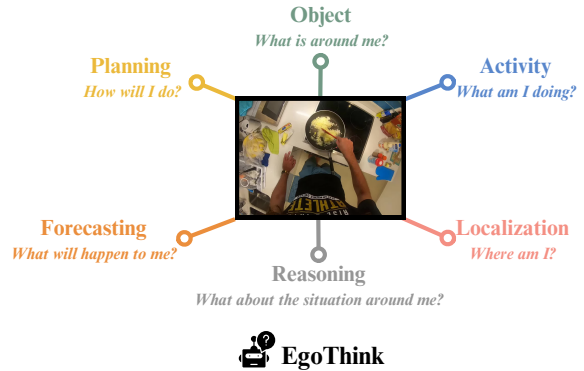 Object
What is around me?
Planning
How will I do?
Activity
What am I doing?
ATHLETE
Forecasting
What will happen to me?
Localization
Where am I?
Reasoning
What about the situation around me?
?
EgoThink